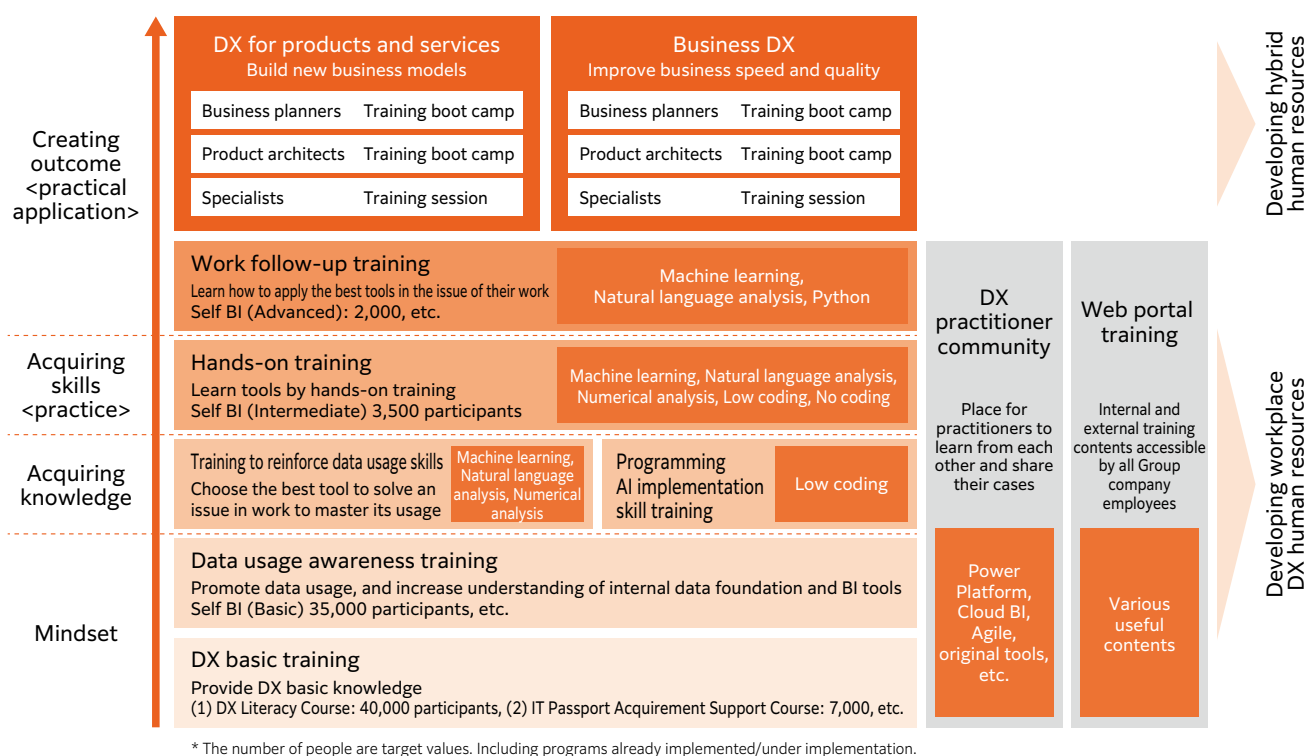 DX for products and services
Build new business models
Business planners Training boot camp
Product architects Training boot camp
Specialists Training session
Business DX
Improve business speed and quality
Business planners Training boot camp
Product architects Training boot camp
Specialists Training session
Creating
outcome
<practical
application>
Developing hybrid
human resources
Work follow-up training
Learn how to apply the best tools in the issue of their work
Self BI (Advanced): 2,000, etc.
Machine learning,
Natural language analysis, Python
Acquiring
skills
<practice>
Hands-on training
Learn tools by hands-on training
Self BI (Intermediate) 3,500 participants
Machine learning, Natural language analysis,
Numerical analysis, Low coding, No coding
Acquiring
knowledge
Training to reinforce data usage skills
Choose the best tool to solve an
issue in work to master its usage
Machine learning,
Natural language
analysis, Numerical
analysis
Programming
AI implementation
skill training
Low coding
Mindset
Data usage awareness training
Promote data usage, and increase understanding of internal data foundation and BI tools
Self BI (Basic) 35,000 participants, etc.
DX basic training
Provide DX basic knowledge
(1) DX Literacy Course: 40,000 participants, (2) IT Passport Acquirement Support Course: 7,000, etc.
DX
practitioner
community
Place for
practitioners to
learn from each
other and share
their cases
Power
Platform,
Cloud BI,
Agile,
original tools,
etc.
Web portal
training
Internal and
external training
contents accessible
by all Group
company
employees
Various
useful
contents
Developing workplace
DX human resources
* The number of people are target values. Including programs already implemented/under implementation.